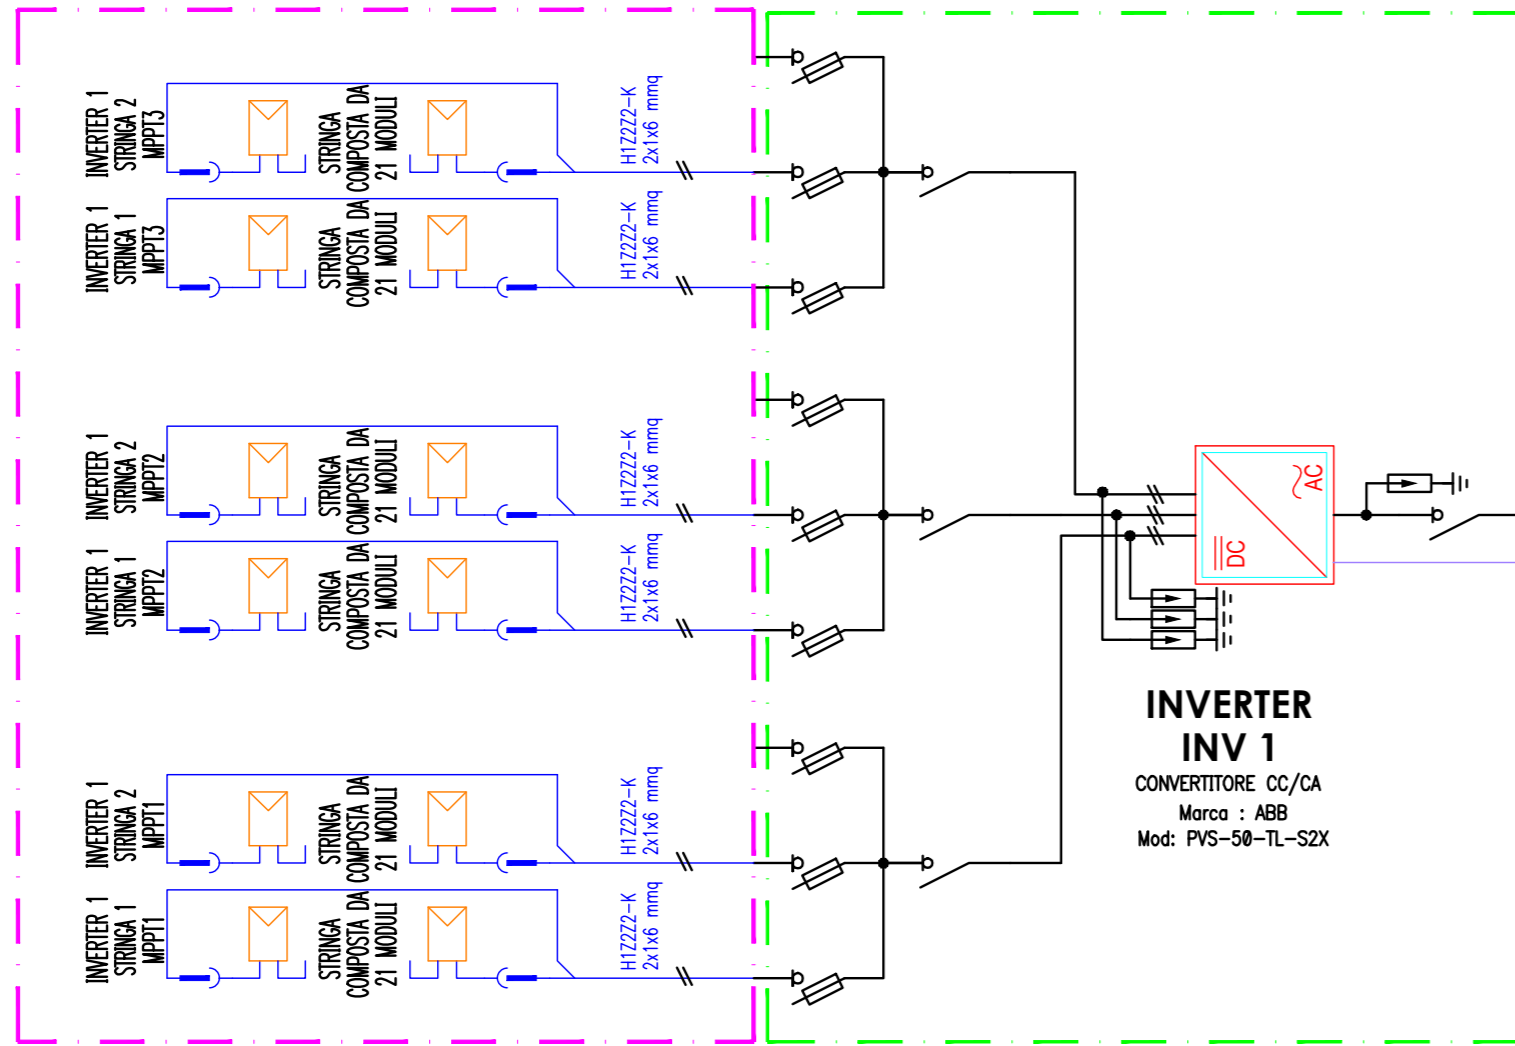 INVERTER 1
STRINGA 2
MPPT3
STRINGA
COMPOSTA DA
21 MODULI
H1Z2Z2-K
2x1x6 mmq
INVERTER 1
STRINGA 1
MPPT3
STRINGA
COMPOSTA DA
21 MODULI
H1Z2Z2-K
2x1x6 mmq
INVERTER 1
STRINGA 2
MPPT2
STRINGA
COMPOSTA DA
21 MODULI
H1Z2Z2-K
2x1x6 mmq
INVERTER 1
STRINGA 1
MPPT2
STRINGA
COMPOSTA DA
21 MODULI
H1Z2Z2-K
2x1x6 mmq
INVERTER 1
STRINGA 2
MPPT1
STRINGA
COMPOSTA DA
21 MODULI
H1Z2Z2-K
2x1x6 mmq
INVERTER 1
STRINGA 1
MPPT1
STRINGA
COMPOSTA DA
21 MODULI
H1Z2Z2-K
2x1x6 mmq
AC
DC
INVERTER
INV 1
CONVERTITORE CC/CA
Marca : ABB
Mod: PVS-50-TL-S2X